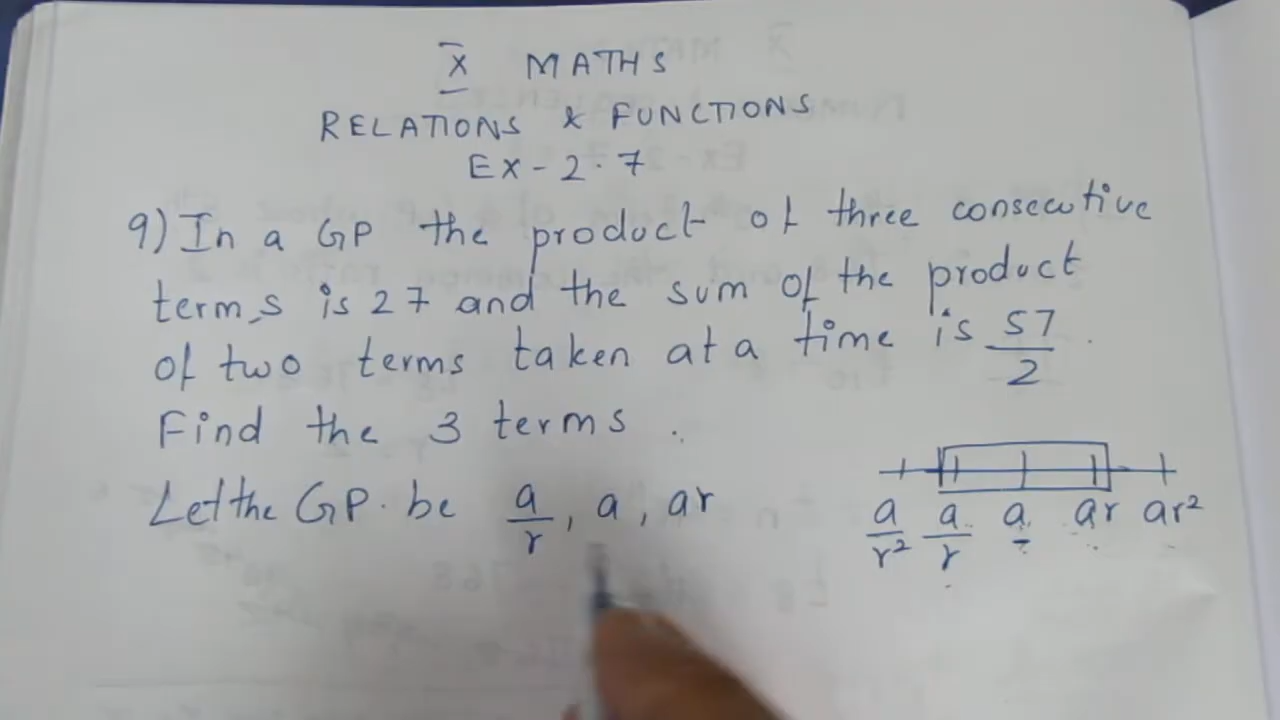 X MATHS
RELATIONS & FUNCTIONS
EX - 2.7
9) In a GP the product of three consecutive
terms is 27 and the sum of the product
of two terms taken at a time is 57/2 .
Find the 3 terms .
Let the GP. be a/r , a , ar
a/r² a/r a ar ar²